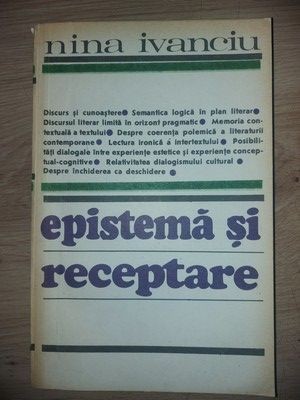 nina ivanciu
Discurs și cunoaștere● Semantica logică în plan literar●
Discursul literar limită în orizont pragmatic● Memoria con-
textuală a textului● Despre coerența polemică a literaturii
contemporane● Lectura ironică a intertextului● Posibili-
tăți dialogale între experiențe estetice și experiențe concep-
tual-cognitive● Relativitatea dialogismului cultural●
Despre închiderea ca deschidere●
epistemă și
receptare